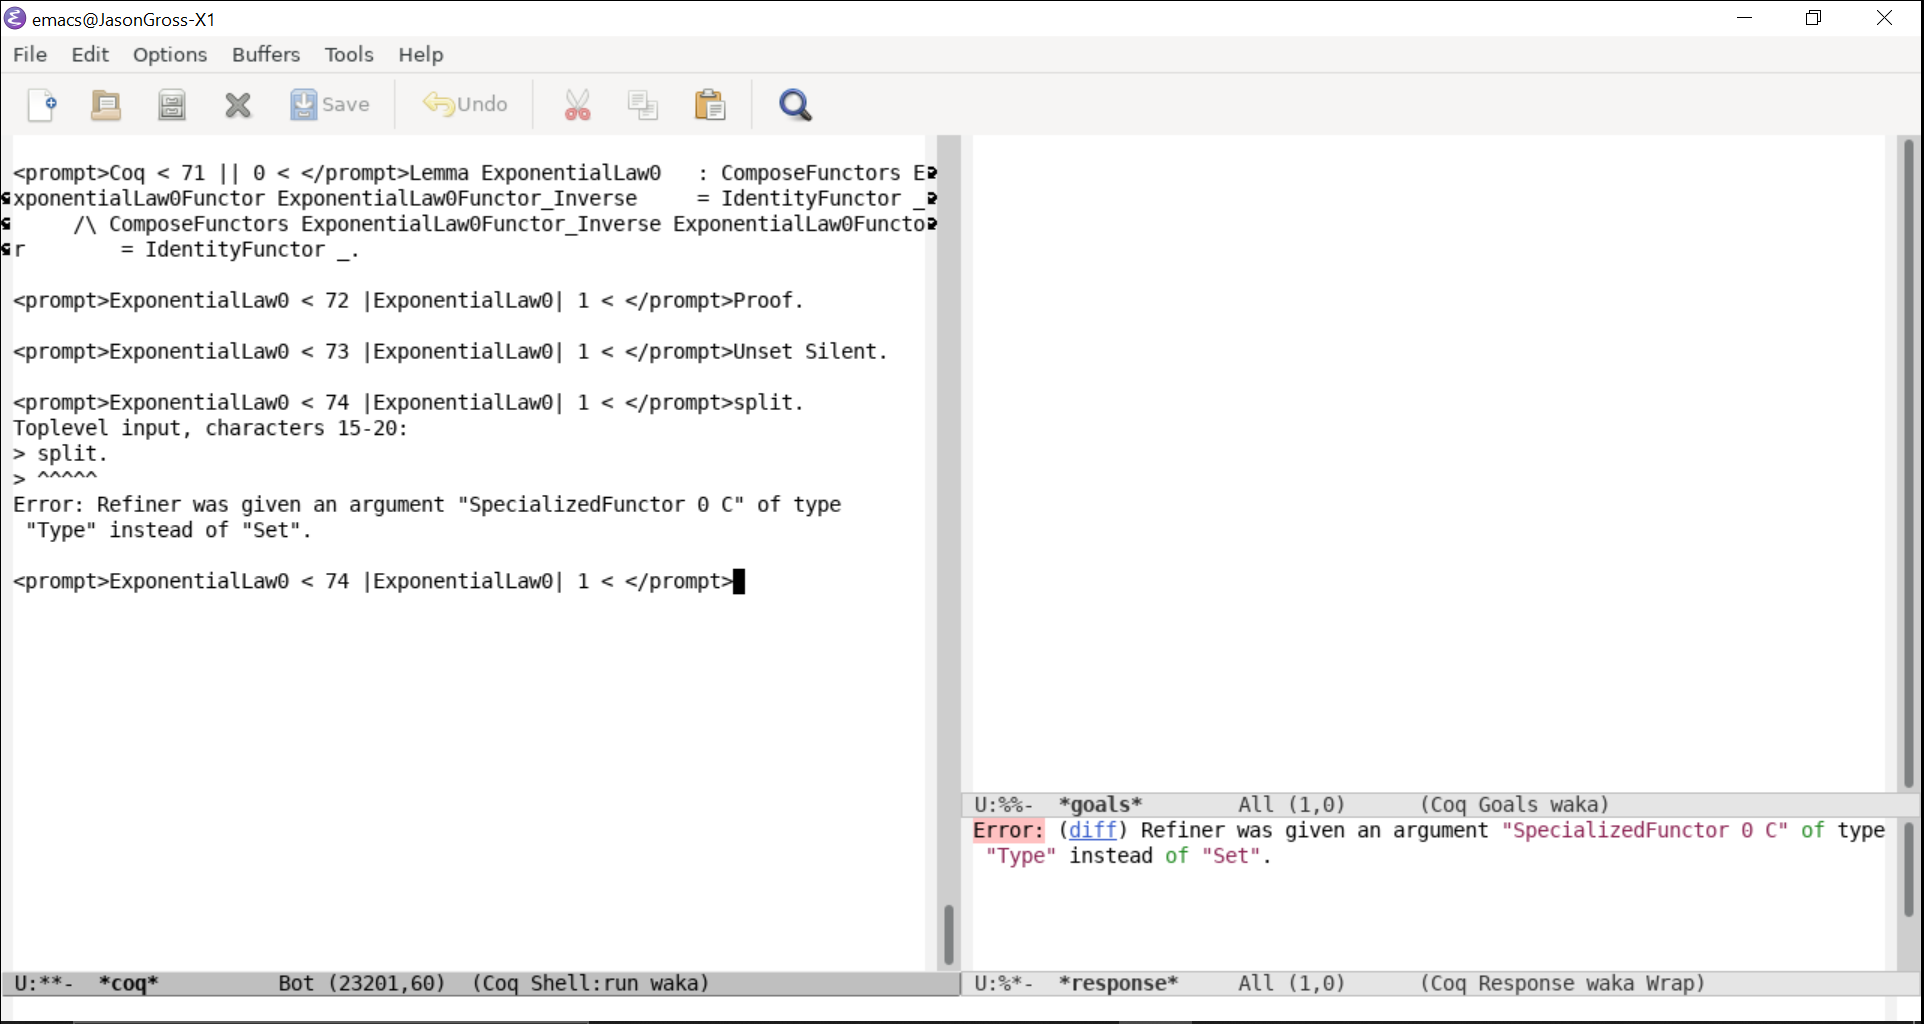 emacs@JasonGross-X1
File Edit Options Buffers Tools Help
Save Undo
<prompt>Coq < 71 || 0 < </prompt>Lemma ExponentialLaw0   : ComposeFunctors E
xponentialLaw0Functor ExponentialLaw0Functor_Inverse     = IdentityFunctor _
     /\ ComposeFunctors ExponentialLaw0Functor_Inverse ExponentialLaw0Functo
r        = IdentityFunctor _.
<prompt>ExponentialLaw0 < 72 |ExponentialLaw0| 1 < </prompt>Proof.
<prompt>ExponentialLaw0 < 73 |ExponentialLaw0| 1 < </prompt>Unset Silent.
<prompt>ExponentialLaw0 < 74 |ExponentialLaw0| 1 < </prompt>split.
Toplevel input, characters 15-20:
> split.
> ^^^^^
Error: Refiner was given an argument "SpecializedFunctor 0 C" of type
 "Type" instead of "Set".
<prompt>ExponentialLaw0 < 74 |ExponentialLaw0| 1 < </prompt>
U:**-  *coq*          Bot (23201,60)  (Coq Shell:run waka)
U:%%-  *goals*        All (1,0)      (Coq Goals waka)
Error: (diff) Refiner was given an argument "SpecializedFunctor 0 C" of type
 "Type" instead of "Set".
U:%*-  *response*     All (1,0)      (Coq Response waka Wrap)